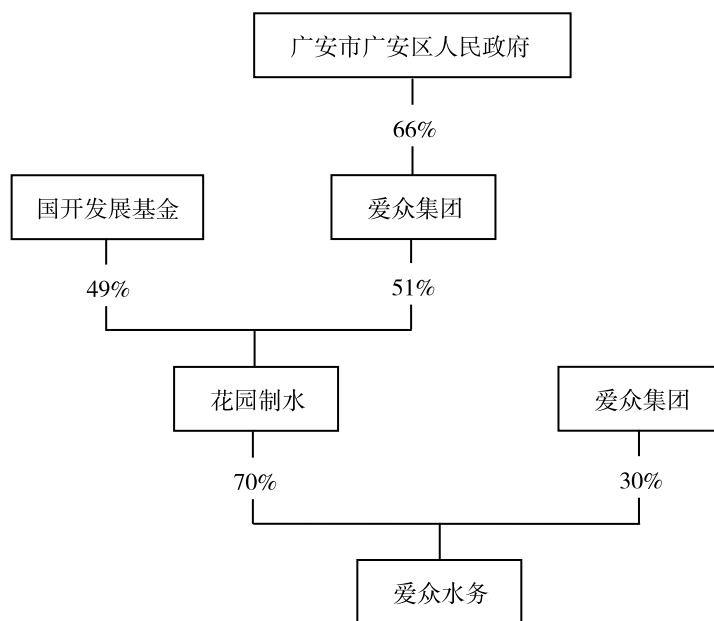 广安市广安区人民政府
66%
国开发展基金
爱众集团
49%
51%
花园制水
爱众集团
70%
30%
爱众水务